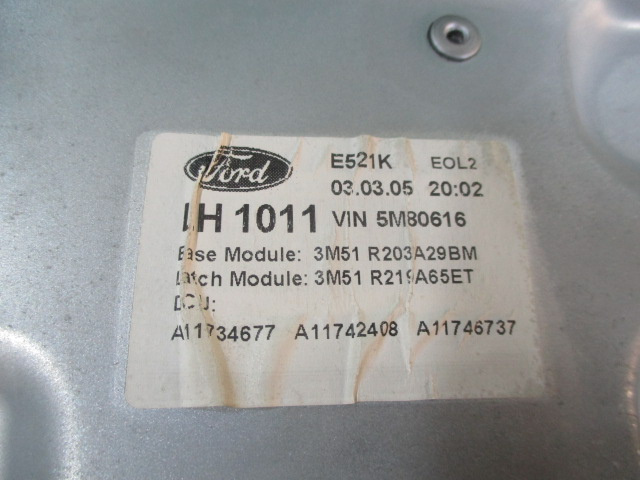 Ford E521K EOL2
03.03.05 20:02
LH 1011 VIN 5M80616
Base Module: 3M51 R203A29BM
Latch Module: 3M51 R219A65ET
DCU:
A11734677 A11742408 A11746737